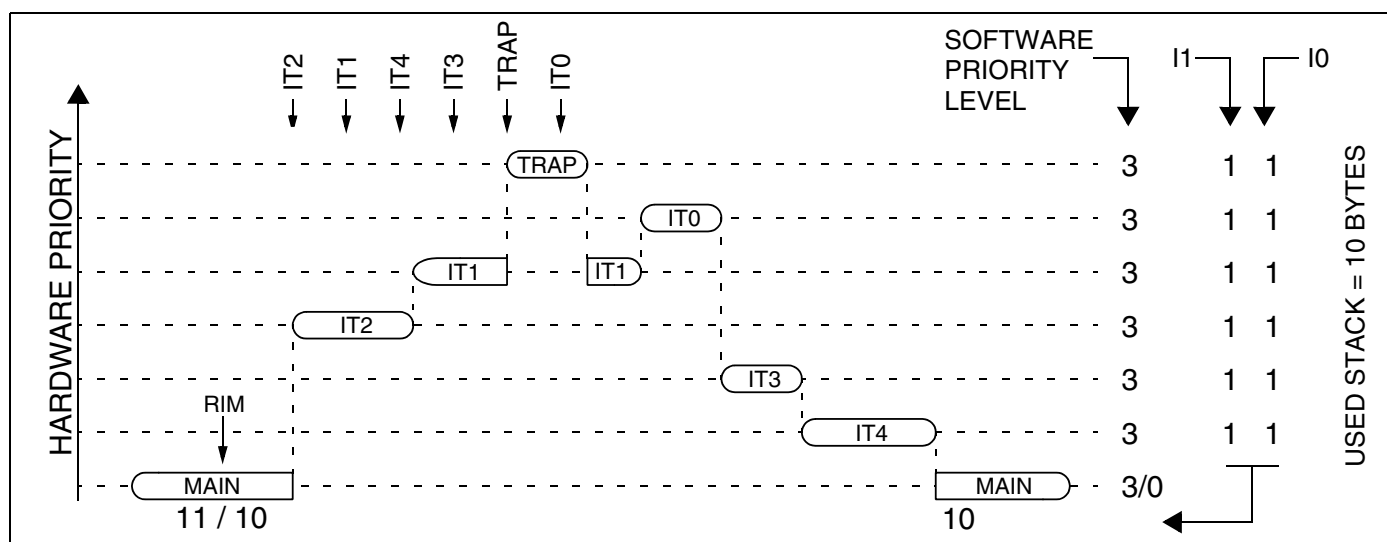 IT2
IT1
IT4
IT3
TRAP
IT0
SOFTWARE
PRIORITY
LEVEL
I1
I0
HARDWARE PRIORITY
TRAP
3
1 1
IT0
3
1 1
IT1
IT1
3
1 1
IT2
3
1 1
IT3
3
1 1
RIM
IT4
3
1 1
MAIN
MAIN
3/0
11 / 10
10
USED STACK = 10 BYTES